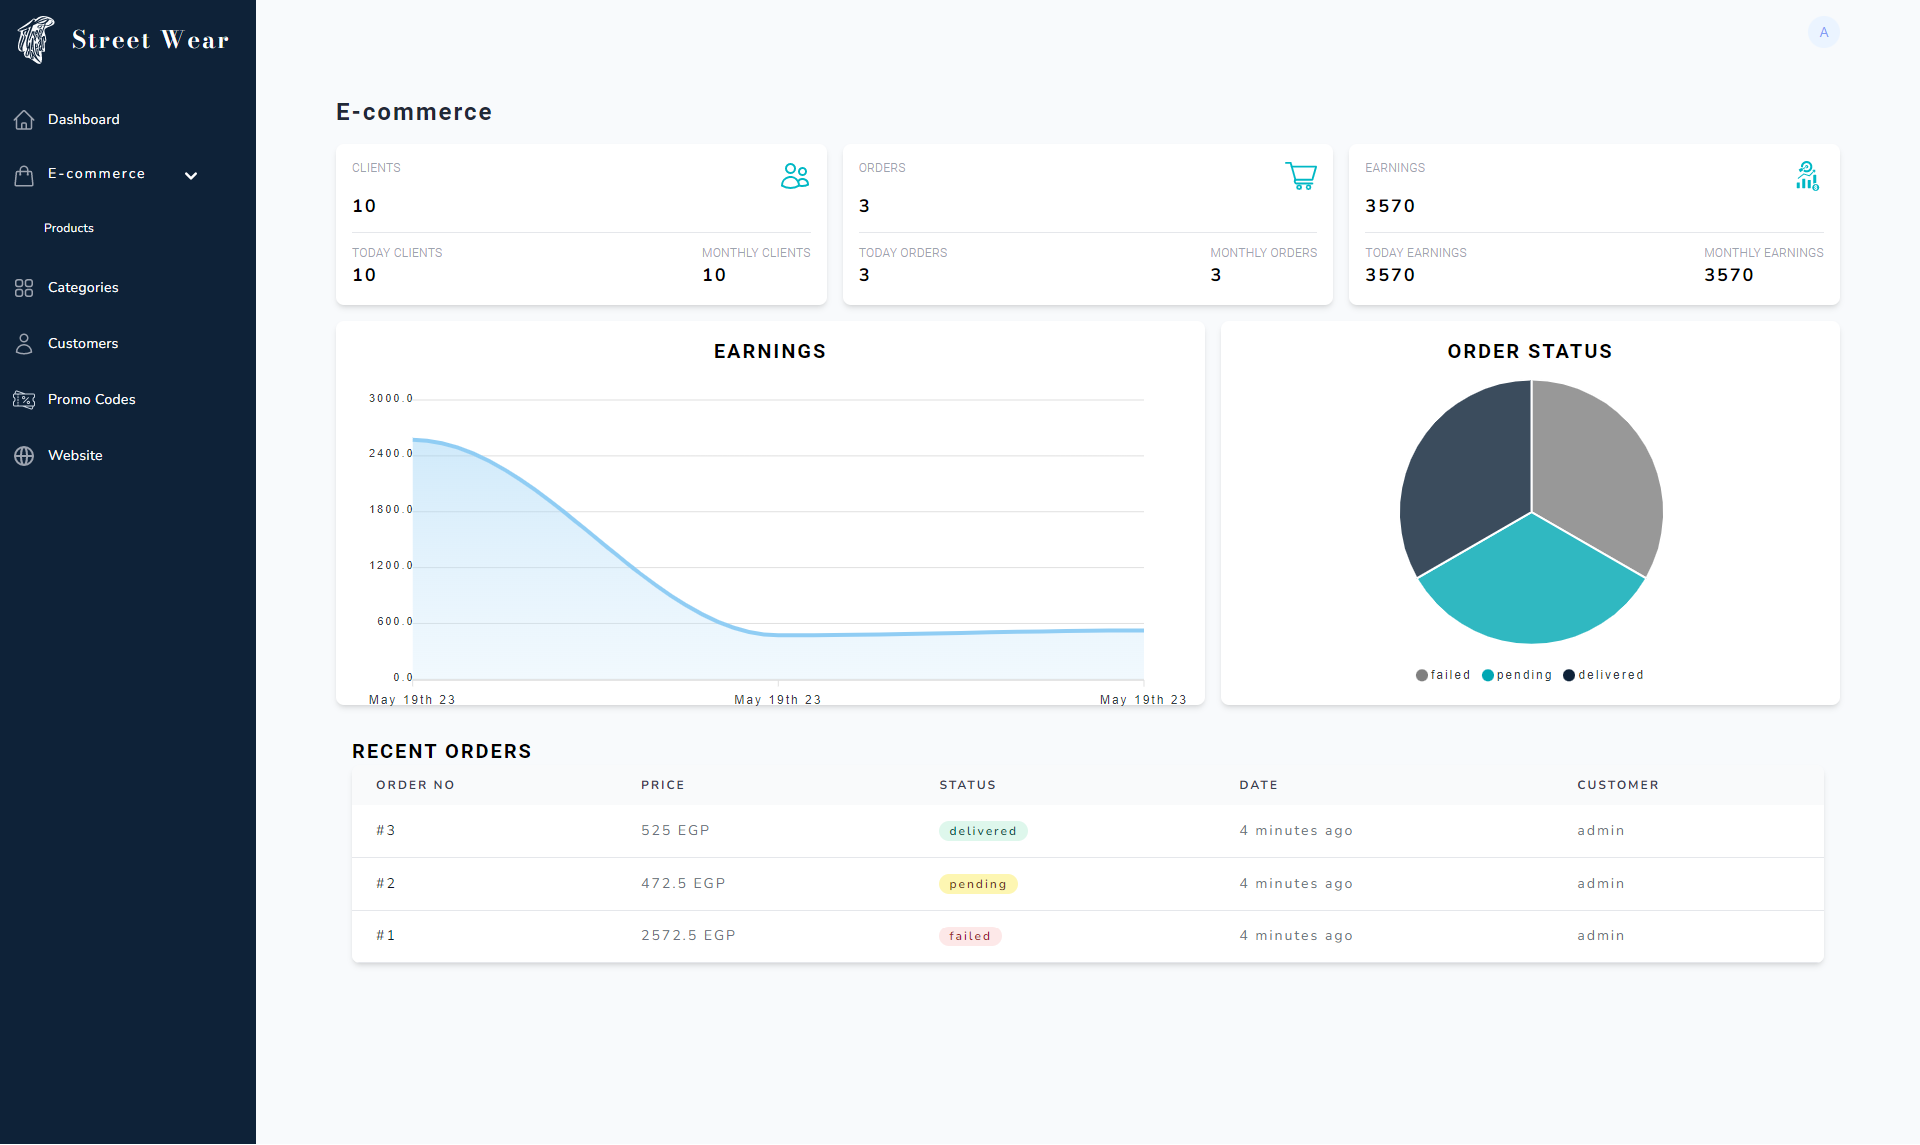 Street Wear
A
Dashboard
E-commerce
Products
Categories
Customers
Promo Codes
Website
E-commerce
CLIENTS
10
TODAY CLIENTS MONTHLY CLIENTS
10 10
ORDERS
3
TODAY ORDERS MONTHLY ORDERS
3 3
EARNINGS
3570
TODAY EARNINGS MONTHLY EARNINGS
3570 3570
EARNINGS
3000.0
2400.0
1800.0
1200.0
600.0
0.0
May 19th 23 May 19th 23 May 19th 23
ORDER STATUS
failed pending delivered
RECENT ORDERS
ORDER NO PRICE STATUS DATE CUSTOMER
#3 525 EGP delivered 4 minutes ago admin
#2 472.5 EGP pending 4 minutes ago admin
#1 2572.5 EGP failed 4 minutes ago admin